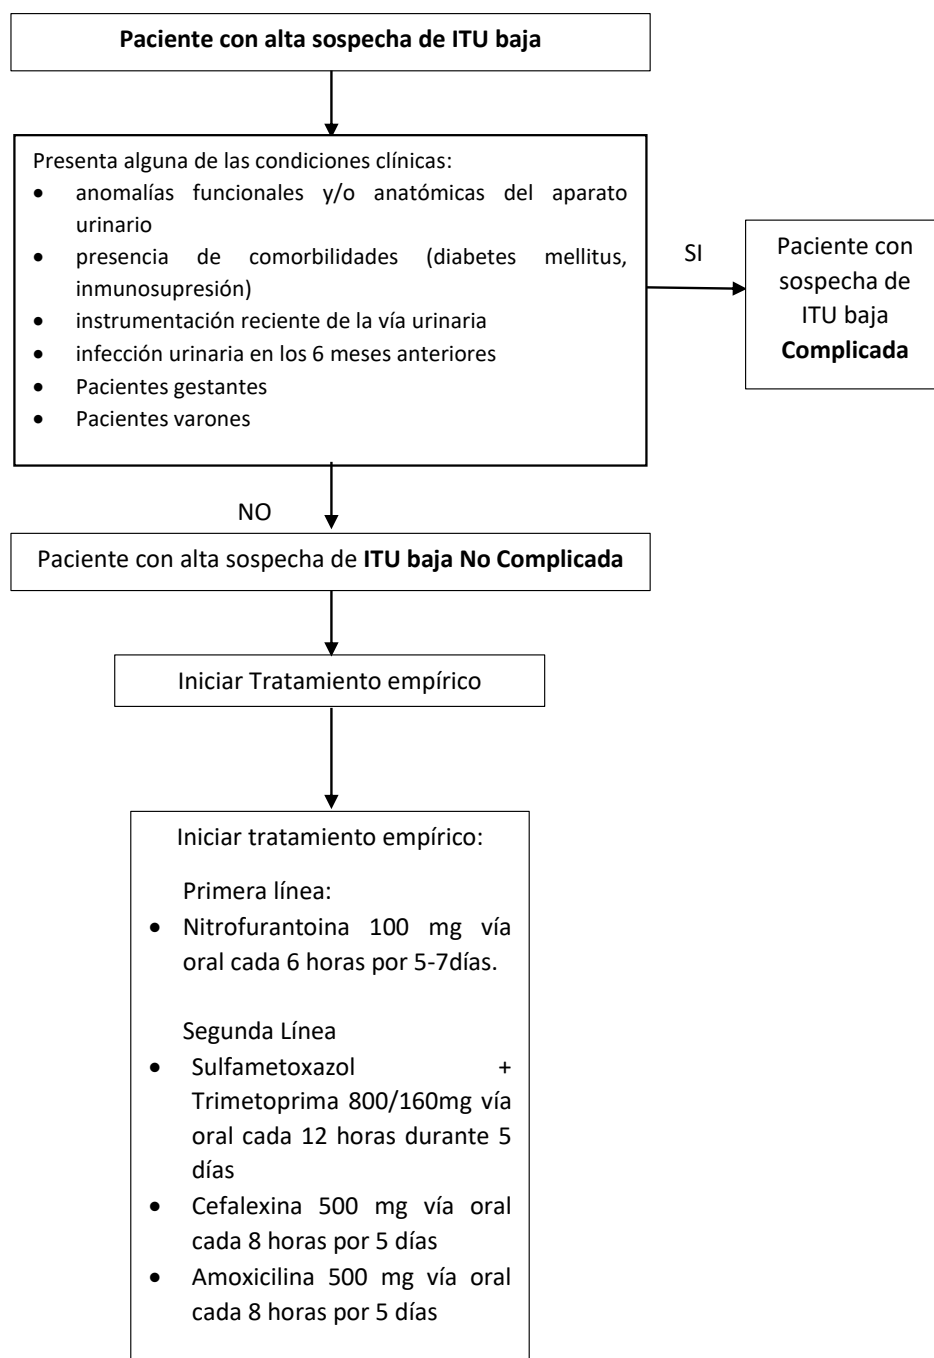 Paciente con alta sospecha de ITU baja
Presenta alguna de las condiciones clínicas:
• anomalías funcionales y/o anatómicas del aparato
urinario
• presencia de comorbilidades (diabetes mellitus,
inmunosupresión)
• instrumentación reciente de la vía urinaria
• infección urinaria en los 6 meses anteriores
• Pacientes gestantes
• Pacientes varones
SI
Paciente con
sospecha de
ITU baja
Complicada
NO
Paciente con alta sospecha de ITU baja No Complicada
Iniciar Tratamiento empírico
Iniciar tratamiento empírico:
Primera línea:
• Nitrofurantoina 100 mg vía
oral cada 6 horas por 5-7días.
Segunda Línea
• Sulfametoxazol +
Trimetoprima 800/160mg vía
oral cada 12 horas durante 5
días
• Cefalexina 500 mg vía oral
cada 8 horas por 5 días
• Amoxicilina 500 mg vía oral
cada 8 horas por 5 días